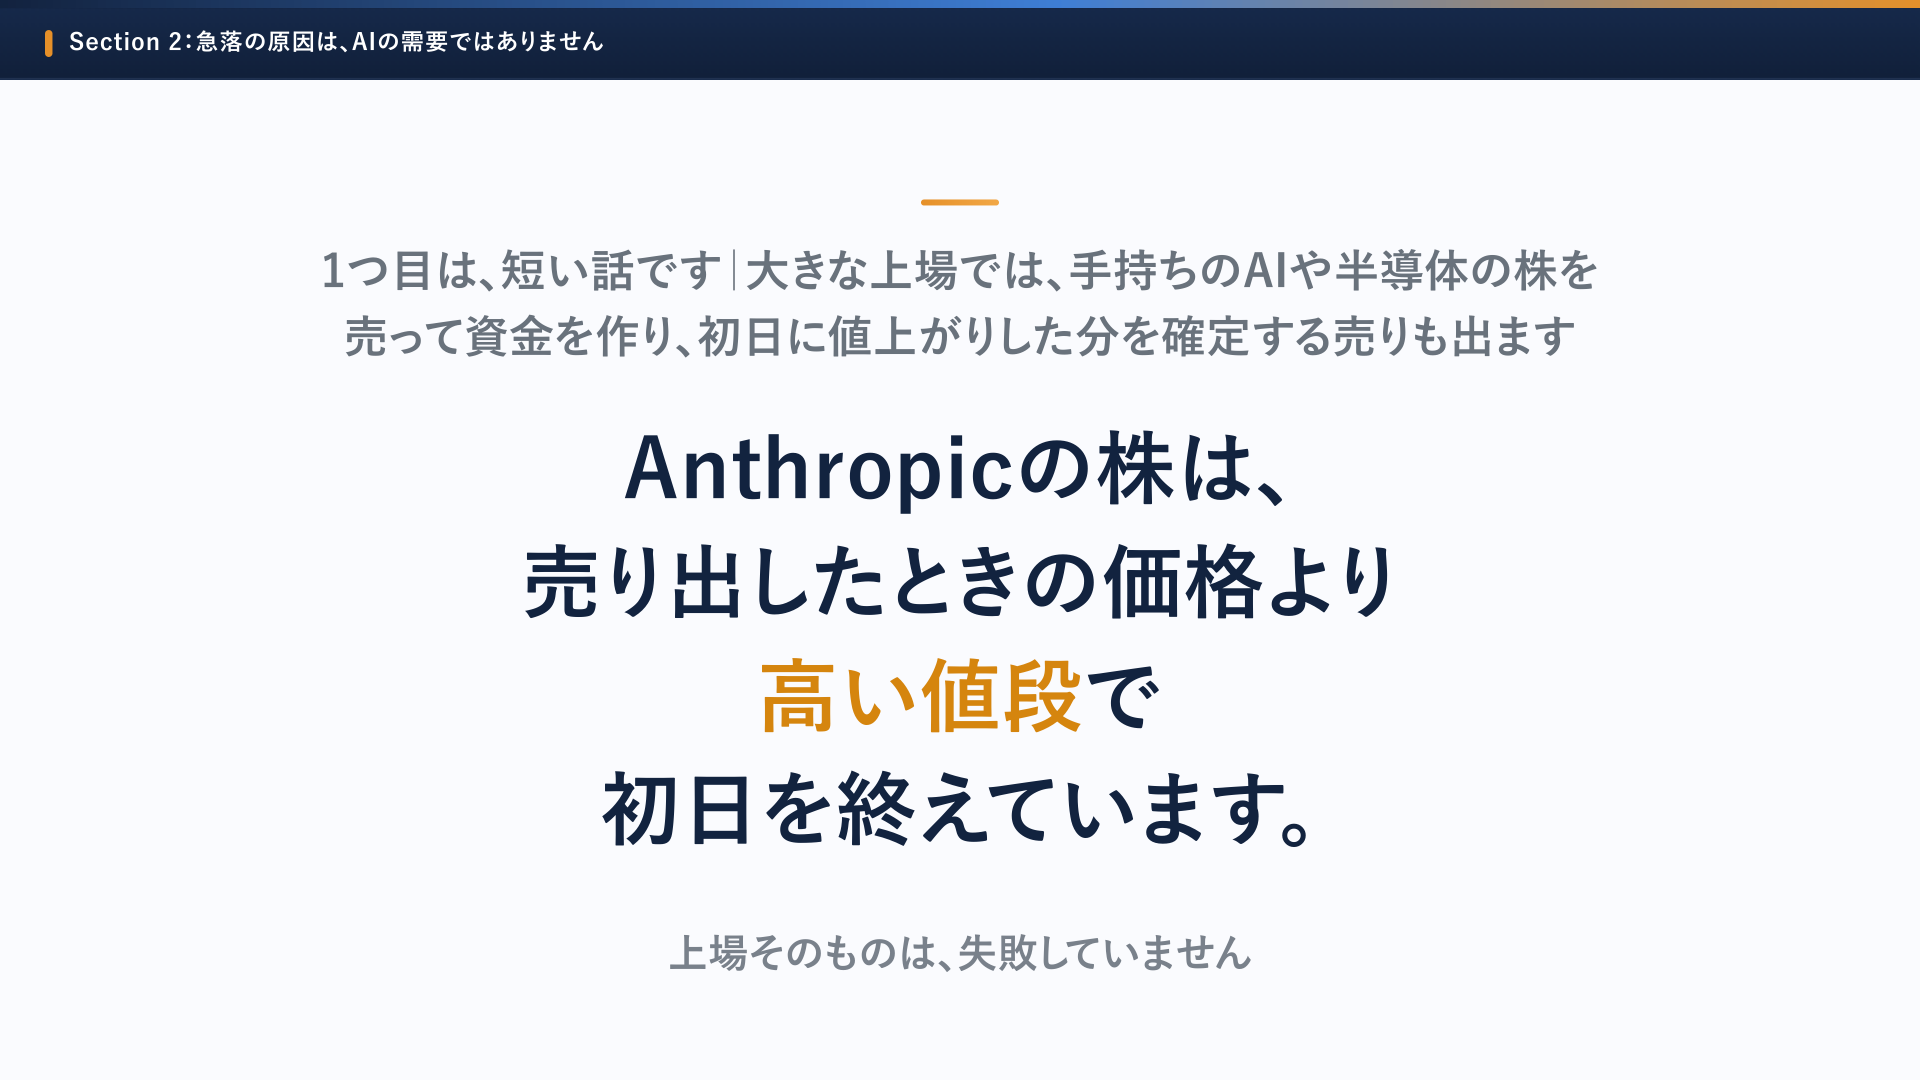 Section 2：急落の原因は、AIの需要ではありません
1つ目は、短い話です｜大きな上場では、手持ちのAIや半導体の株を
売って資金を作り、初日に値上がりした分を確定する売りも出ます
Anthropicの株は、
売り出したときの価格より
高い値段で
初日を終えています。
上場そのものは、失敗していません